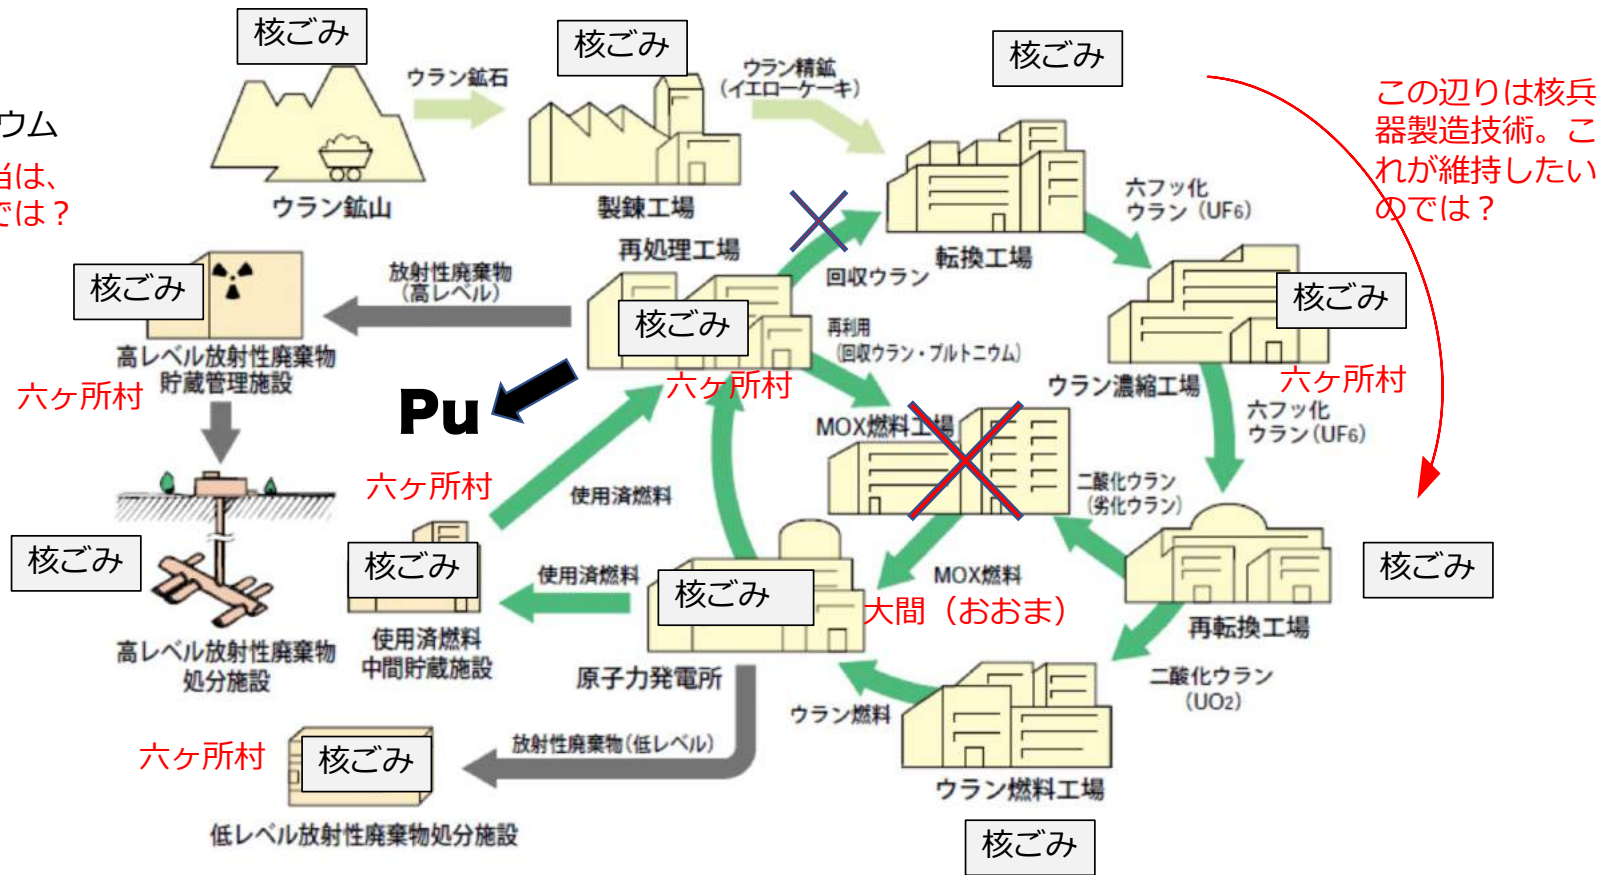 核ごみ
核ごみ
核ごみ
ウラン鉱石
ウラン精鉱
（イエローケーキ）
この辺りは核兵
器製造技術。こ
れが維持したい
のでは？
ウム
当は、
では？
ウラン鉱山
製錬工場
六フッ化
ウラン（UF6）
転換工場
再処理工場
回収ウラン
放射性廃棄物
（高レベル）
核ごみ
核ごみ
核ごみ
再利用
（回収ウラン・プルトニウム）
高レベル放射性廃棄物
貯蔵管理施設
六ヶ所村
六ヶ所村
ウラン濃縮工場
六ヶ所村
Pu
六フッ化
ウラン（UF6）
MOX燃料工場
六ヶ所村
使用済燃料
二酸化ウラン
（劣化ウラン）
核ごみ
核ごみ
使用済燃料
核ごみ
MOX燃料
大間（おおま）
核ごみ
再転換工場
高レベル放射性廃棄物
処分施設
使用済燃料
中間貯蔵施設
原子力発電所
二酸化ウラン
（UO2）
ウラン燃料
六ヶ所村
核ごみ
放射性廃棄物（低レベル）
ウラン燃料工場
低レベル放射性廃棄物処分施設
核ごみ